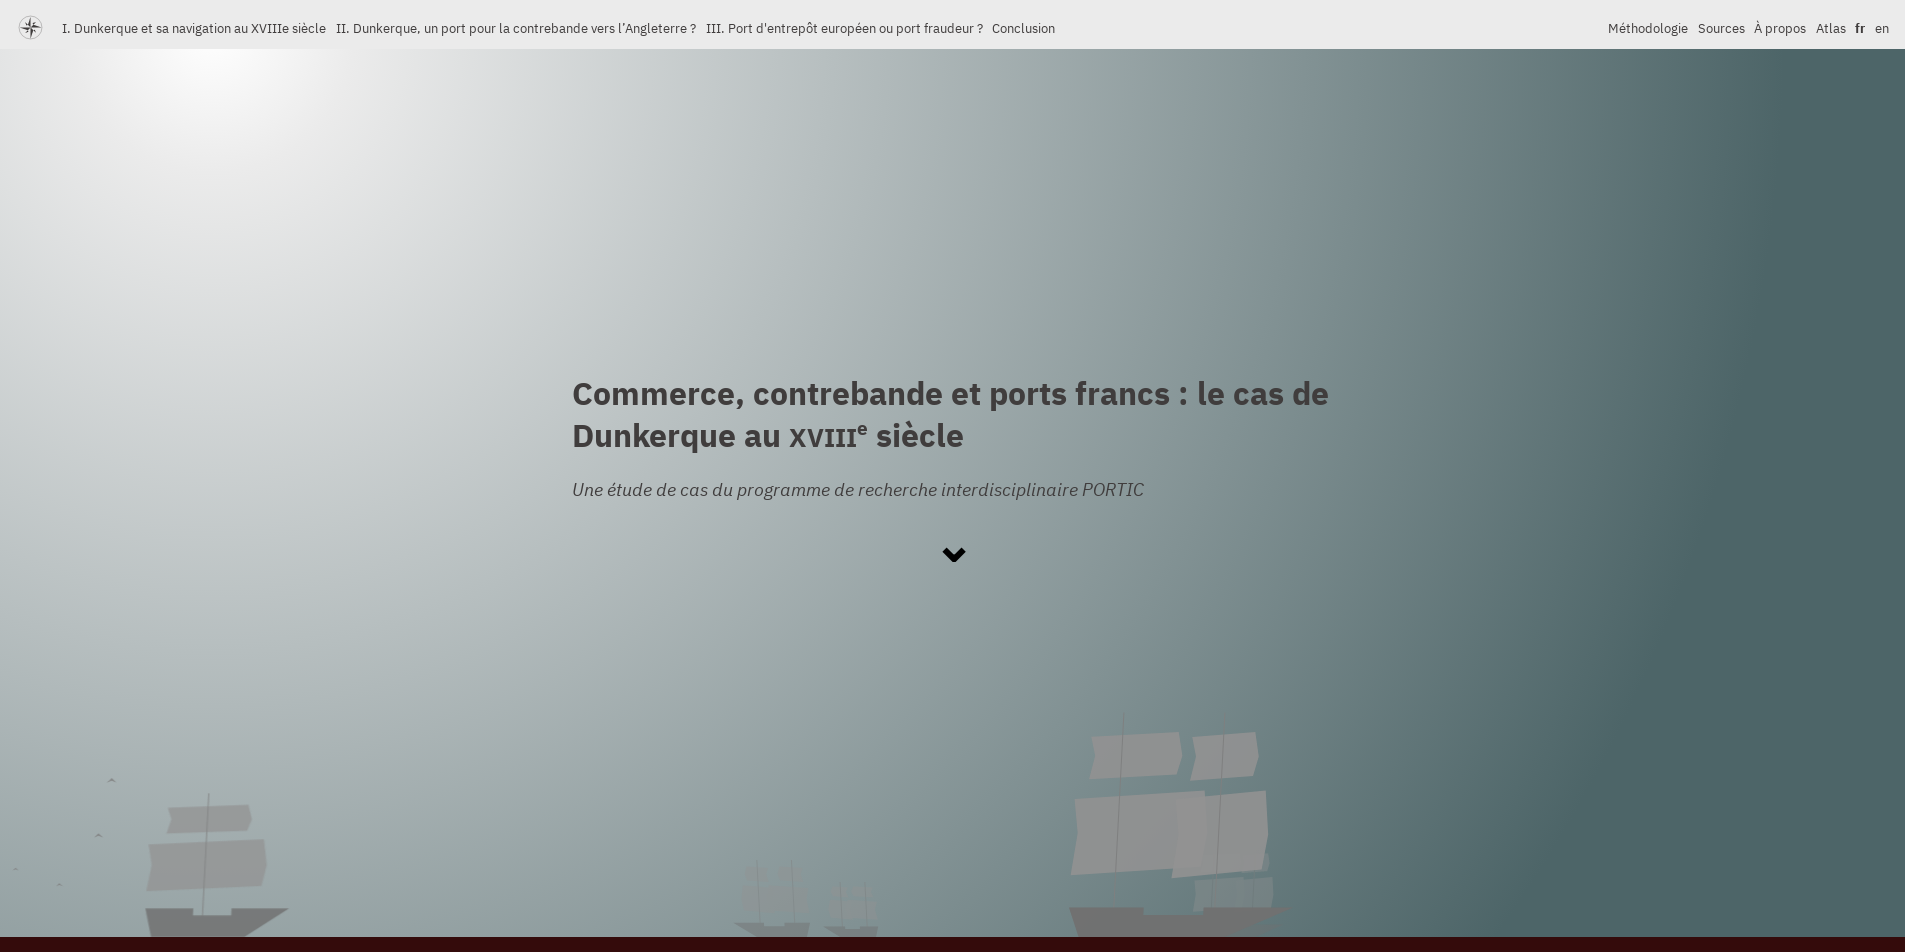 I. Dunkerque et sa navigation au XVIIIe siècle II. Dunkerque, un port pour la contrebande vers l’Angleterre ? III. Port d'entrepôt européen ou port fraudeur ? Conclusion Méthodologie Sources À propos Atlas fr en
Commerce, contrebande et ports francs : le cas de
Dunkerque au XVIIIe siècle
Une étude de cas du programme de recherche interdisciplinaire PORTIC